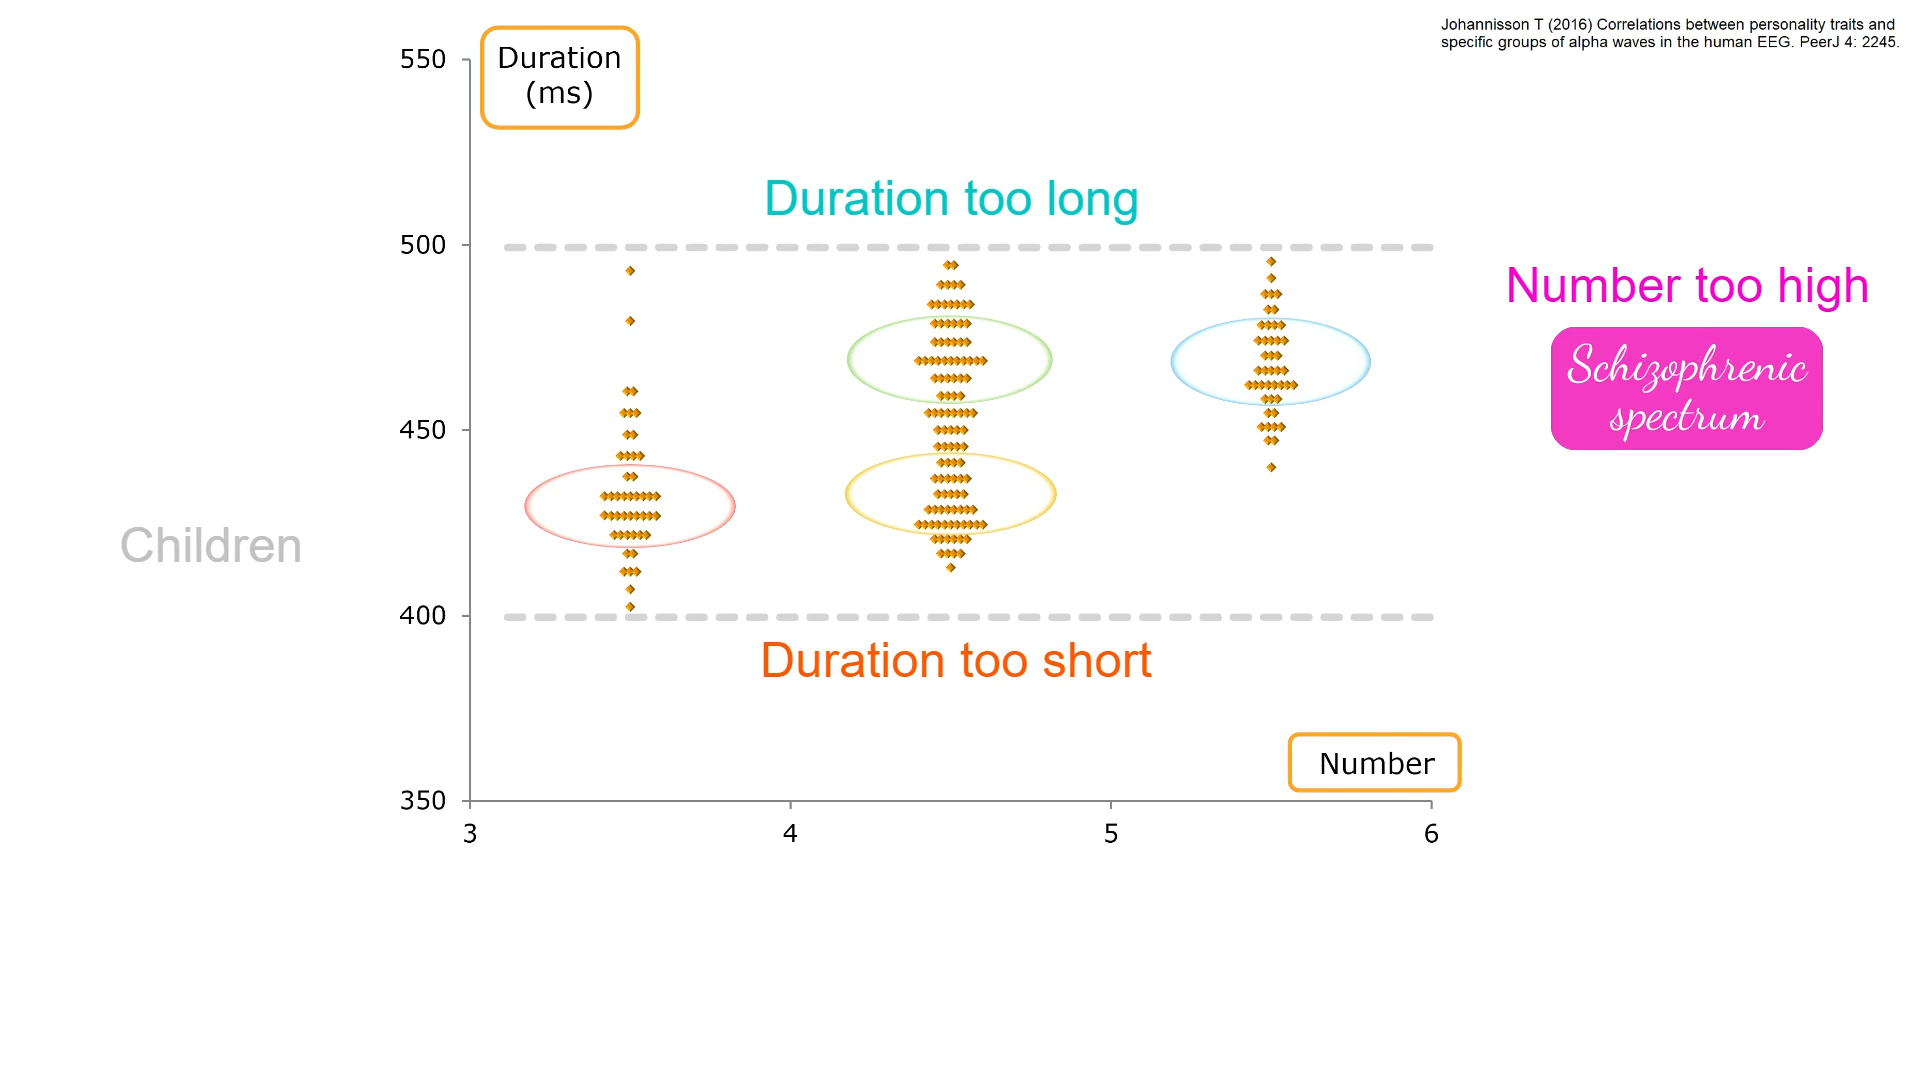 Johannisson T (2016) Correlations between personality traits and
specific groups of alpha waves in the human EEG. PeerJ 4: 2245.
550
Duration
(ms)
Duration too long
500
Number too high
Schizophrenic
spectrum
450
Children
400
Duration too short
Number
350
3
4
5
6